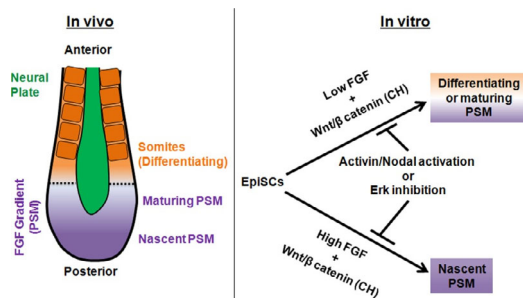 In vivo
Anterior
Neural
Plate
Somites
(Differentiating)
FGF Gradient
(PSM)
Maturing PSM
Nascent PSM
Posterior
In vitro
Low FGF
+
Wnt/β catenin (CH)
Differentiating
or maturing
PSM
EpiSCs
Activin/Nodal activation
or
Erk inhibition
High FGF
+
Wnt/β catenin (CH)
Nascent
PSM